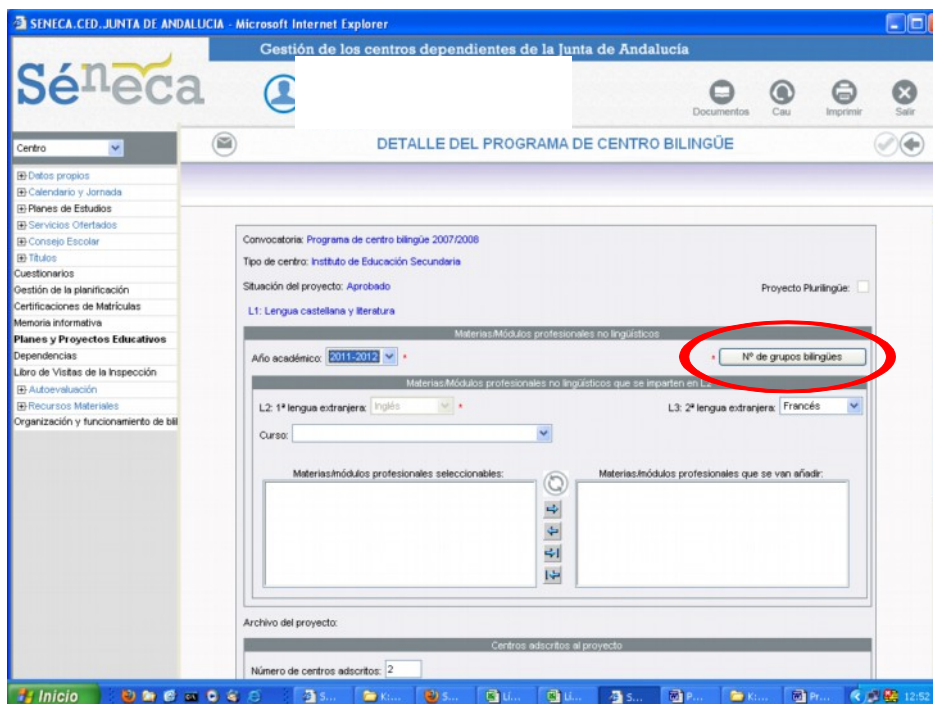 SENECA.CED.JUNTA DE ANDALUCIA - Microsoft Internet Explorer
Gestión de los centros dependientes de la Junta de Andalucía
Séneca
Documentos Cau Imprimir Salir
Centro
DETALLE DEL PROGRAMA DE CENTRO BILINGÜE
Datos propios
Calendario y Jornada
Planes de Estudios
Servicios Ofertados
Consejo Escolar
Títulos
Cuestionarios
Gestión de la planificación
Certificaciones de Matrículas
Memoria informativa
Planes y Proyectos Educativos
Dependencias
Libro de Visitas de la Inspección
Autoevaluación
Recursos Materiales
Organización y funcionamiento de bil
Convocatoria: Programa de centro bilingüe 2007/2008
Tipo de centro: Instituto de Educación Secundaria
Situación del proyecto: Aprobado Proyecto Plurilingüe:
L1: Lengua castellana y literatura
Materias/Módulos profesionales no lingüísticos
Año académico: 2011-2012 * * Nº de grupos bilingües
Materias/Módulos profesionales no lingüísticos que se imparten en L2
L2: 1ª lengua extranjera: Inglés * L3: 2ª lengua extranjera: Francés
Curso:
Materias/módulos profesionales seleccionables: Materias/módulos profesionales que se van añadir:
Archivo del proyecto:
Centros adscritos al proyecto
Número de centros adscritos: 2
Inicio S... K:... S... Lí... Lí... S... P... K:... Pr... 12:52